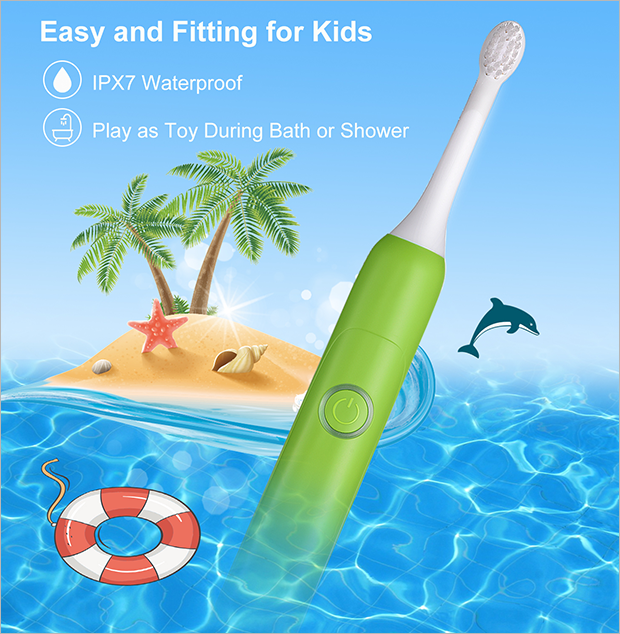 Easy and Fitting for Kids
IPX7 Waterproof
Play as Toy During Bath or Shower